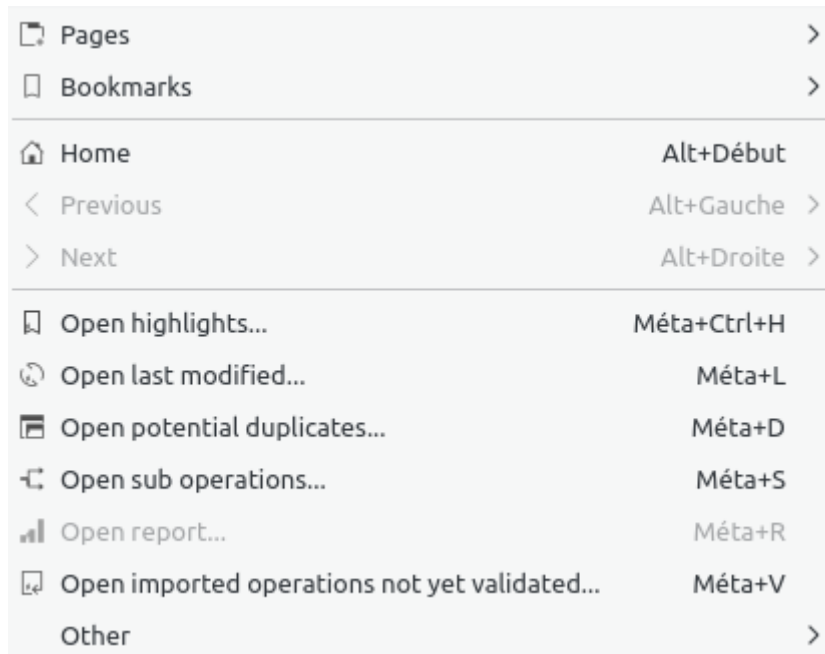 Pages
Bookmarks
Home Alt+Début
Previous Alt+Gauche
Next Alt+Droite
Open highlights... Méta+Ctrl+H
Open last modified... Méta+L
Open potential duplicates... Méta+D
Open sub operations... Méta+S
Open report... Méta+R
Open imported operations not yet validated... Méta+V
Other